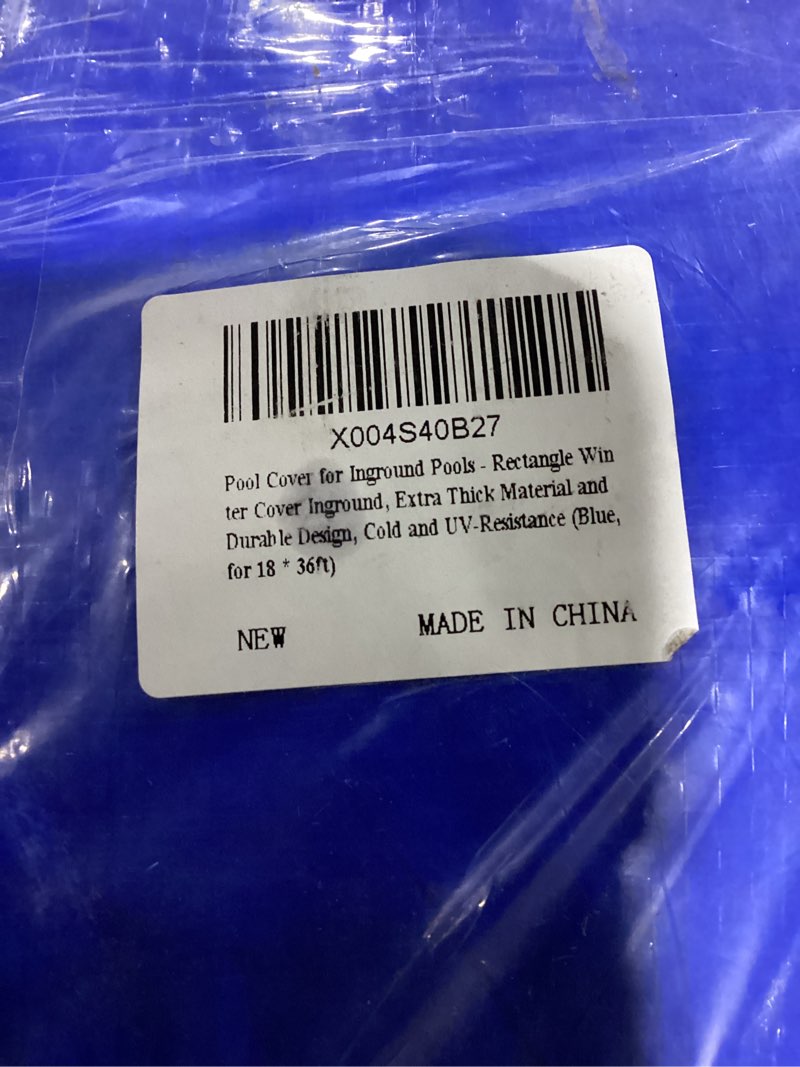 X004S40B27
Pool Cover for Inground Pools - Rectangle Win
ter Cover Inground, Extra Thick Material and
Durable Design, Cold and UV-Resistance (Blue,
for 18 * 36ft)
NEW MADE IN CHINA